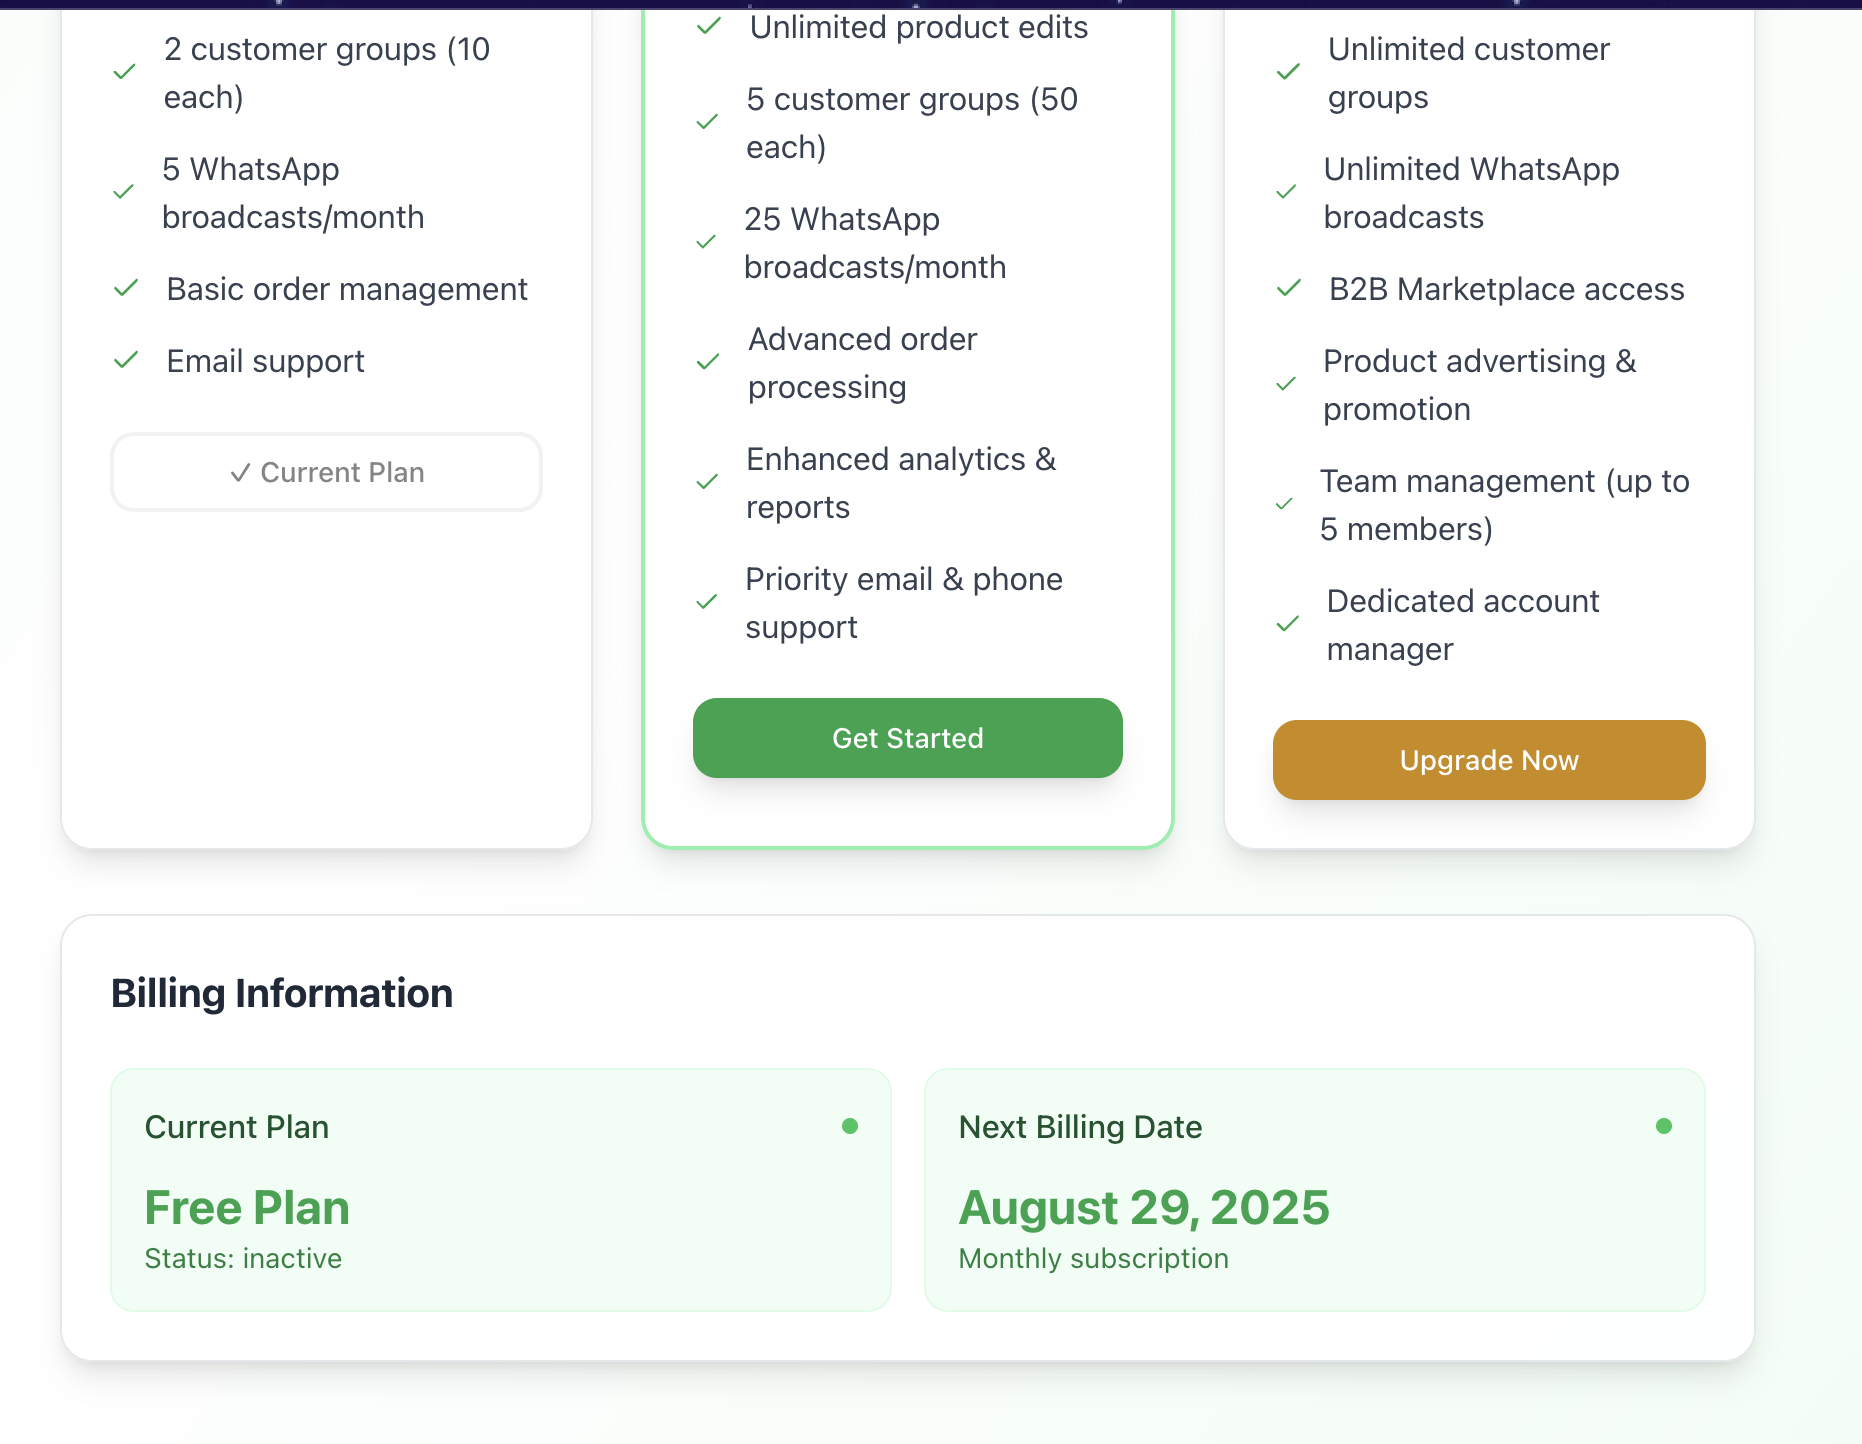 2 customer groups (10
each)
5 WhatsApp
broadcasts/month
Basic order management
Email support
✓ Current Plan
Unlimited product edits
5 customer groups (50
each)
25 WhatsApp
broadcasts/month
Advanced order
processing
Enhanced analytics &
reports
Priority email & phone
support
Get Started
Unlimited customer
groups
Unlimited WhatsApp
broadcasts
B2B Marketplace access
Product advertising &
promotion
Team management (up to
5 members)
Dedicated account
manager
Upgrade Now
Billing Information
Current Plan
Free Plan
Status: inactive
Next Billing Date
August 29, 2025
Monthly subscription